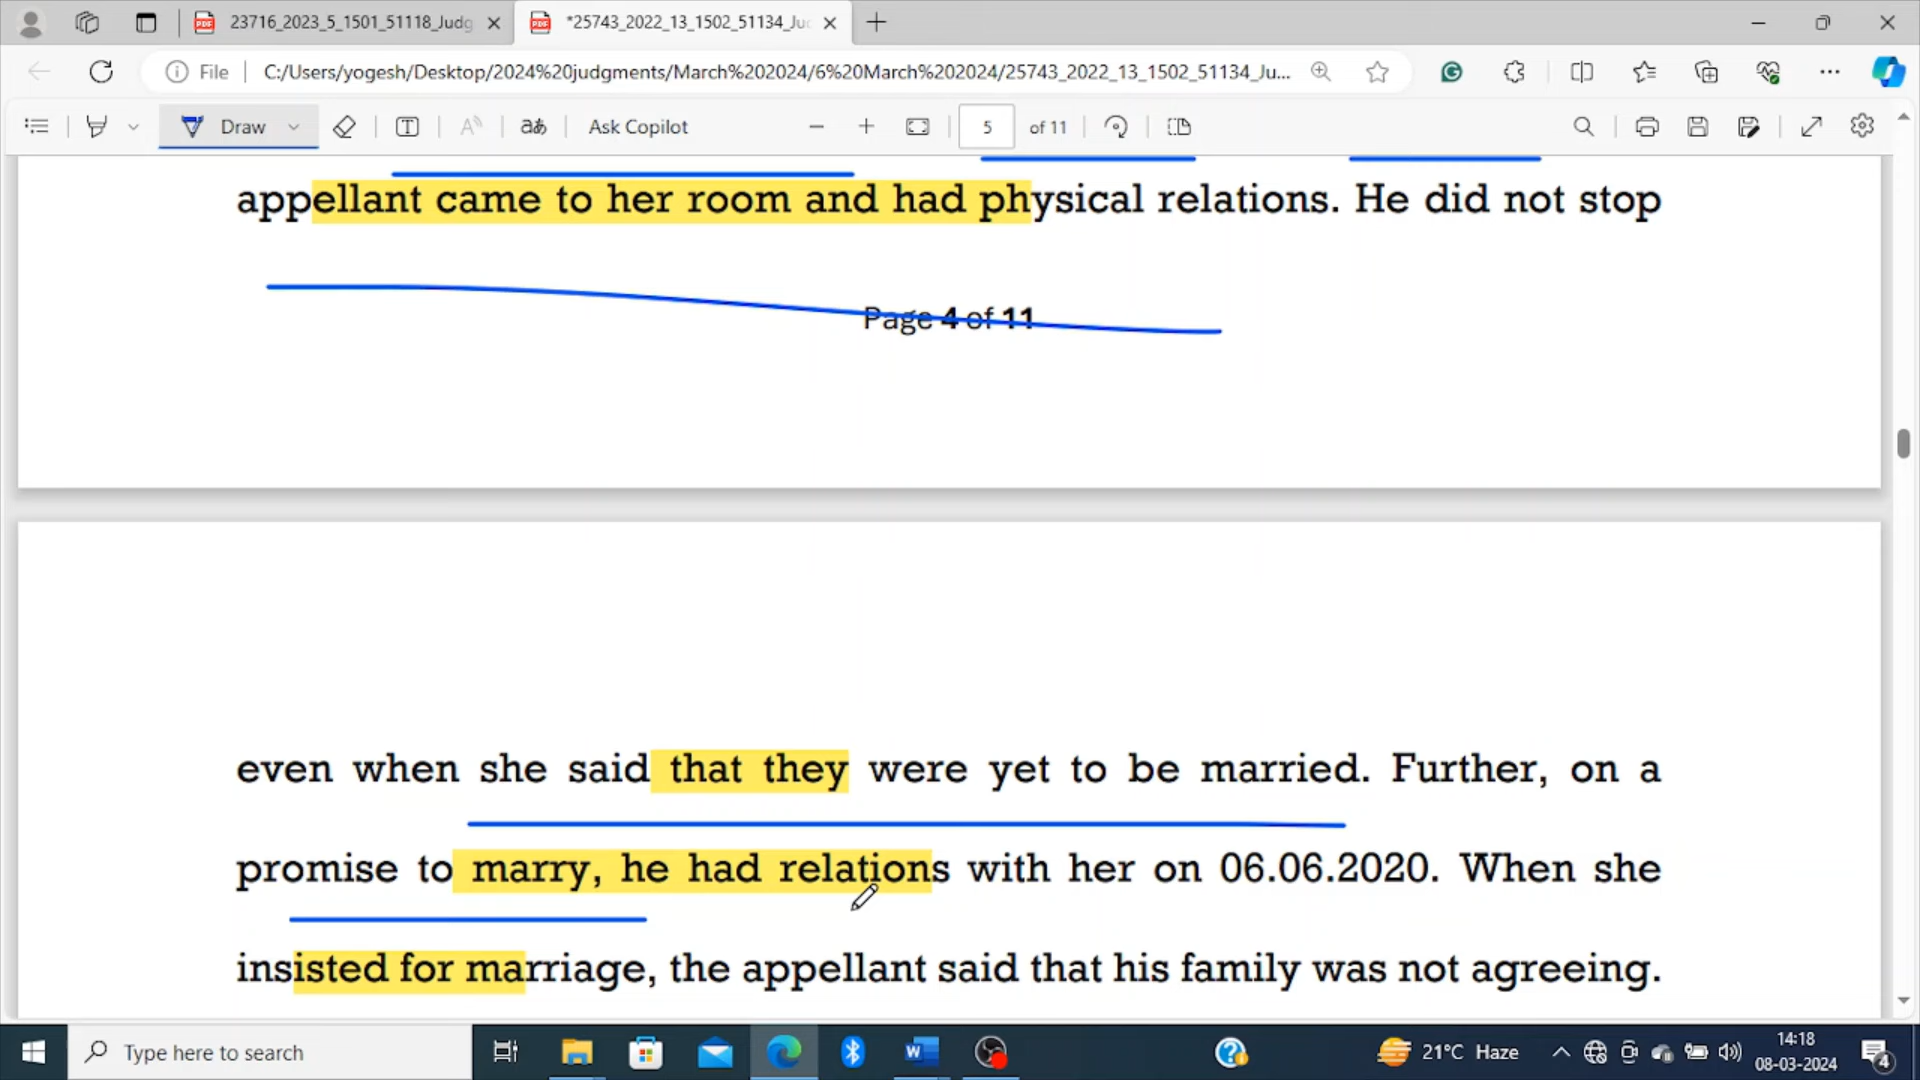 23716_2023_5_1501_51118_Judg
*25743_2022_13_1502_51134_Ju
File
C:/Users/yogesh/Desktop/2024%20judgments/March%202024/6%20March%202024/25743_2022_13_1502_51134_Ju...
Draw
Ask Copilot
5
of 11
appellant came to her room and had physical relations. He did not stop
Page 4 of 11
even when she said that they were yet to be married. Further, on a
promise to marry, he had relations with her on 06.06.2020. When she
insisted for marriage, the appellant said that his family was not agreeing.
Type here to search
21°C Haze
14:18
08-03-2024
4